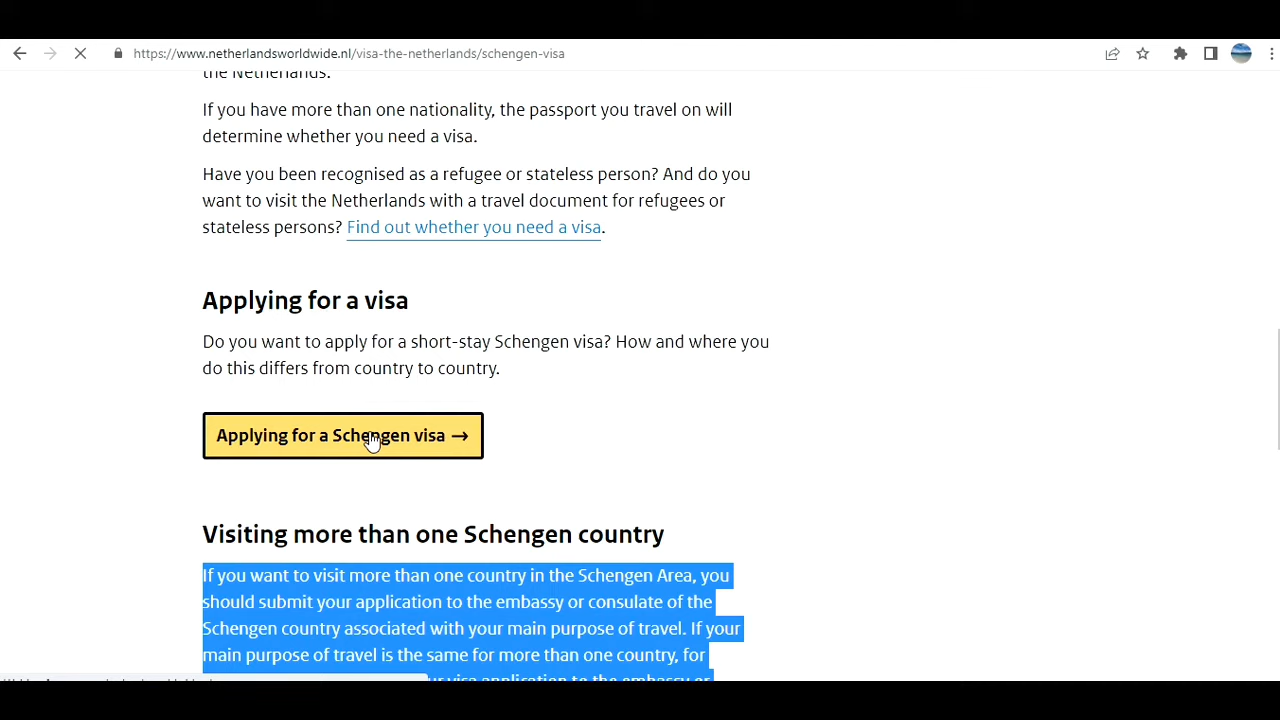 https://www.netherlandsworldwide.nl/visa-the-netherlands/schengen-visa
the Netherlands.
If you have more than one nationality, the passport you travel on will
determine whether you need a visa.
Have you been recognised as a refugee or stateless person? And do you
want to visit the Netherlands with a travel document for refugees or
stateless persons? Find out whether you need a visa.
Applying for a visa
Do you want to apply for a short-stay Schengen visa? How and where you
do this differs from country to country.
Applying for a Schengen visa →
Visiting more than one Schengen country
If you want to visit more than one country in the Schengen Area, you
should submit your application to the embassy or consulate of the
Schengen country associated with your main purpose of travel. If your
main purpose of travel is the same for more than one country, for
visa application to the embassy or